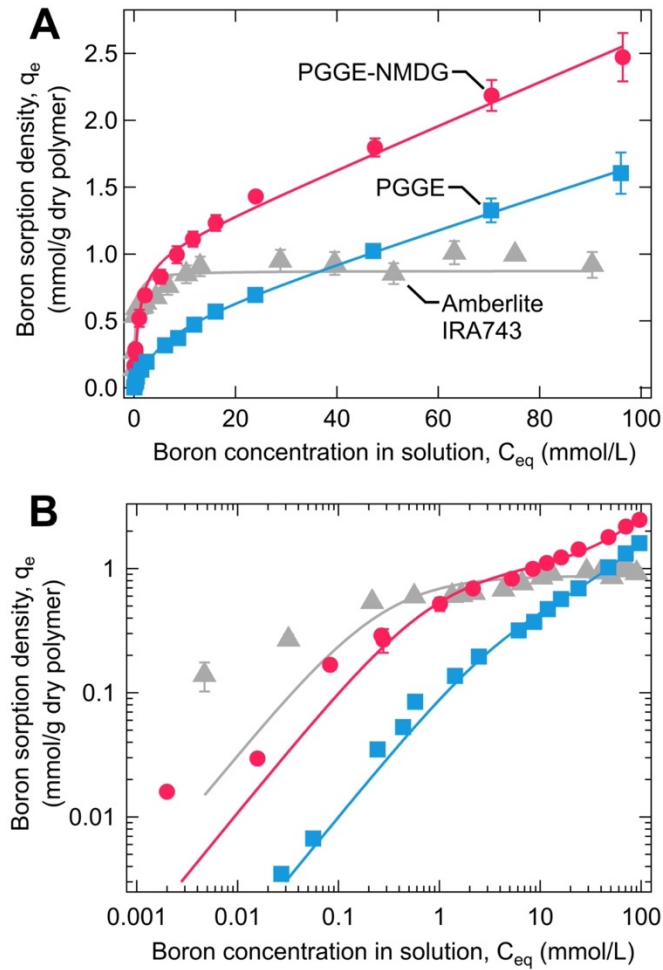 A
Boron sorption density, qe
(mmol/g dry polymer)
2.5
2.0
1.5
1.0
0.5
0.0
PGGE-NMDG
PGGE
Amberlite
IRA743
0 20 40 60 80 100
Boron concentration in solution, Ceq (mmol/L)
B
Boron sorption density, qe
(mmol/g dry polymer)
1
0.1
0.01
0.001 0.01 0.1 1 10 100
Boron concentration in solution, Ceq (mmol/L)